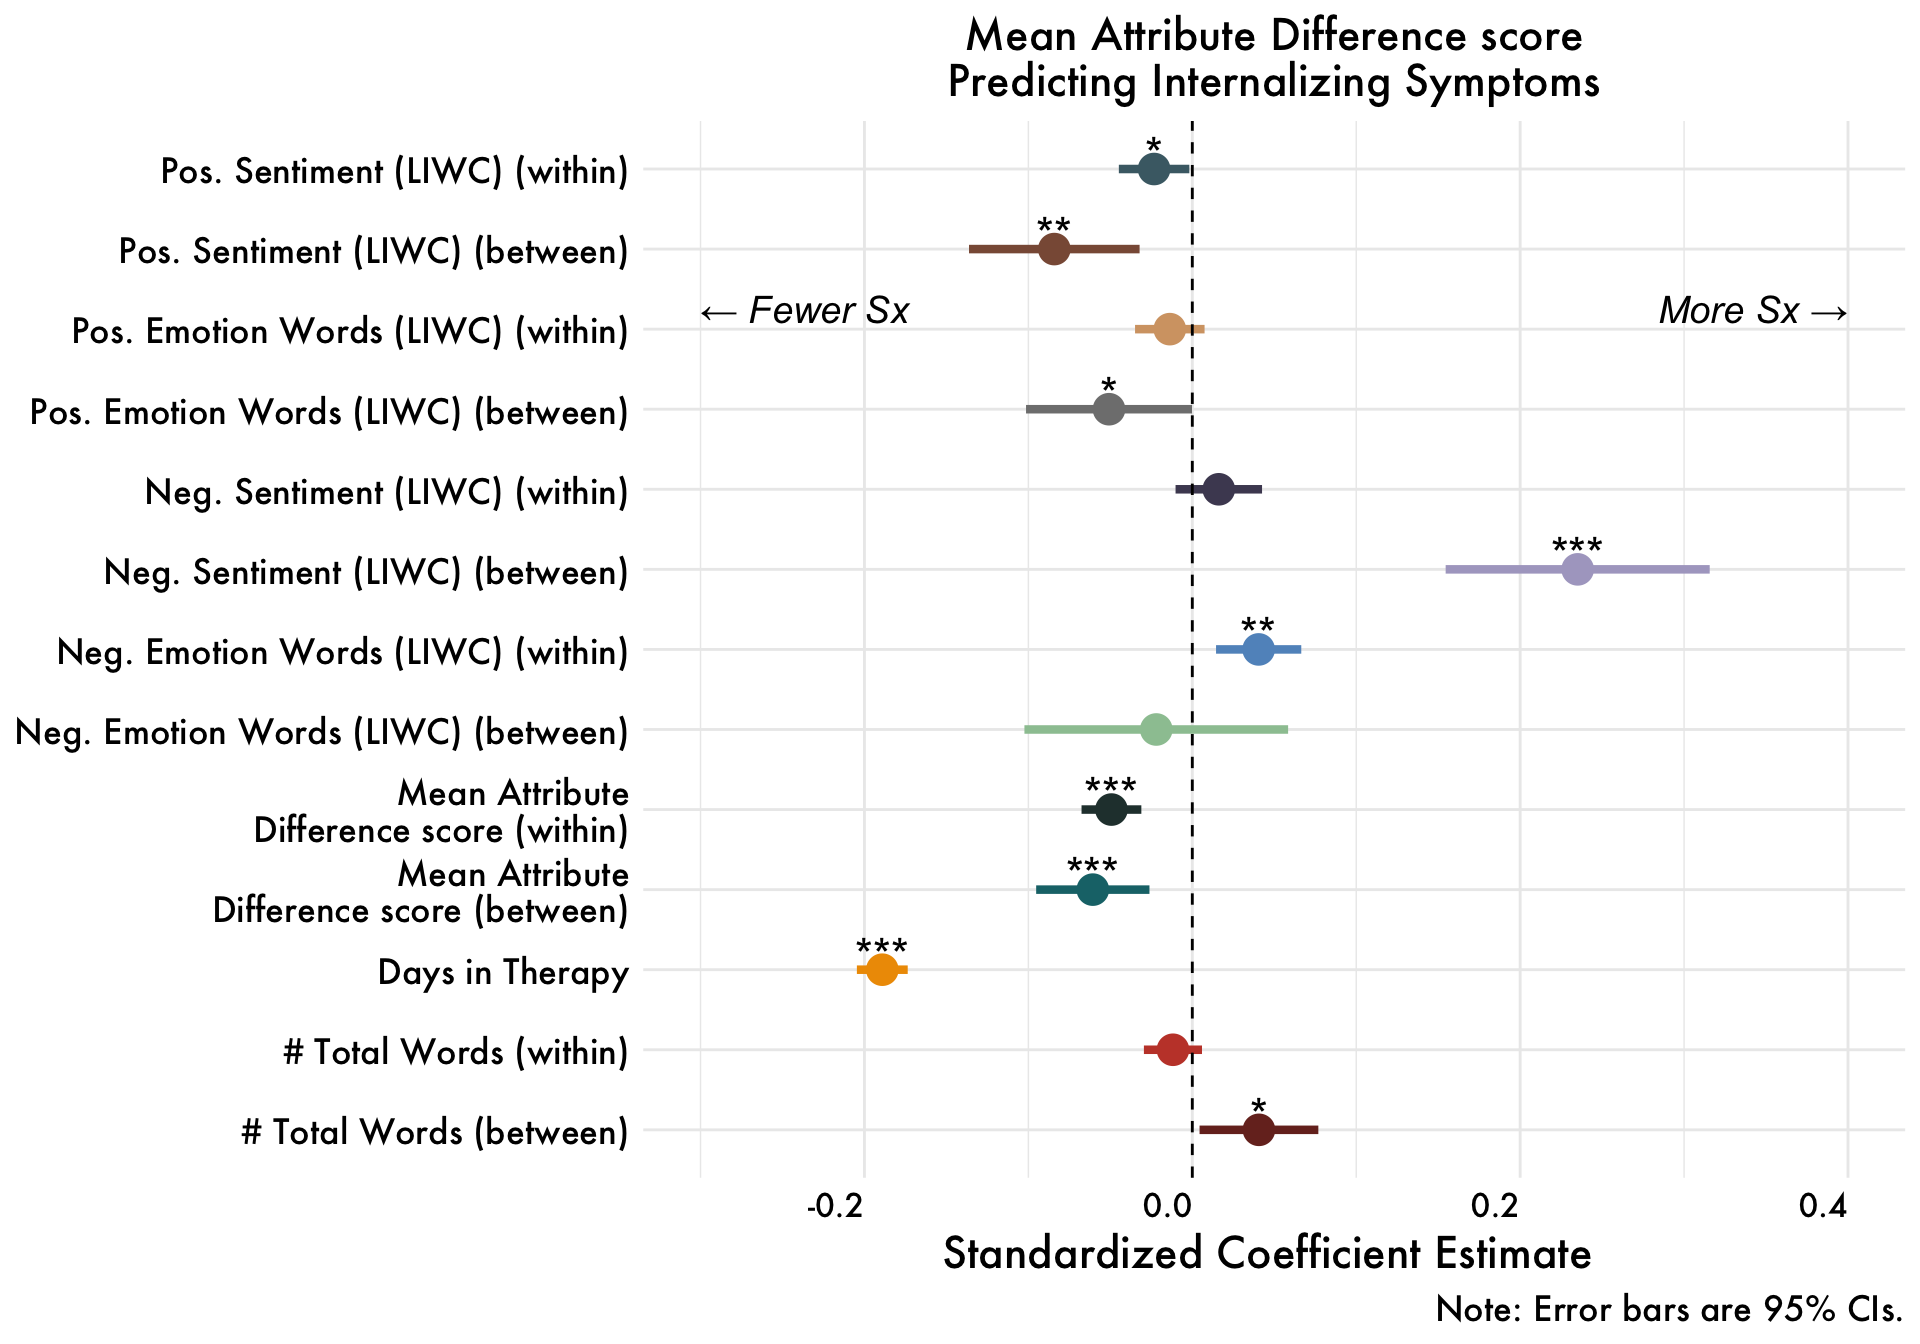 Mean Attribute Difference score
Predicting Internalizing Symptoms
*
Pos. Sentiment (LIWC) (within)
**
Pos. Sentiment (LIWC) (between)
← Fewer Sx
More Sx →
Pos. Emotion Words (LIWC) (within)
*
Pos. Emotion Words (LIWC) (between)
Neg. Sentiment (LIWC) (within)
***
Neg. Sentiment (LIWC) (between)
**
Neg. Emotion Words (LIWC) (within)
Neg. Emotion Words (LIWC) (between)
***
Mean Attribute
Difference score (within)
***
Mean Attribute
Difference score (between)
***
Days in Therapy
# Total Words (within)
*
# Total Words (between)
-0.2
0.0
0.2
0.4
Standardized Coefficient Estimate
Note: Error bars are 95% CIs.